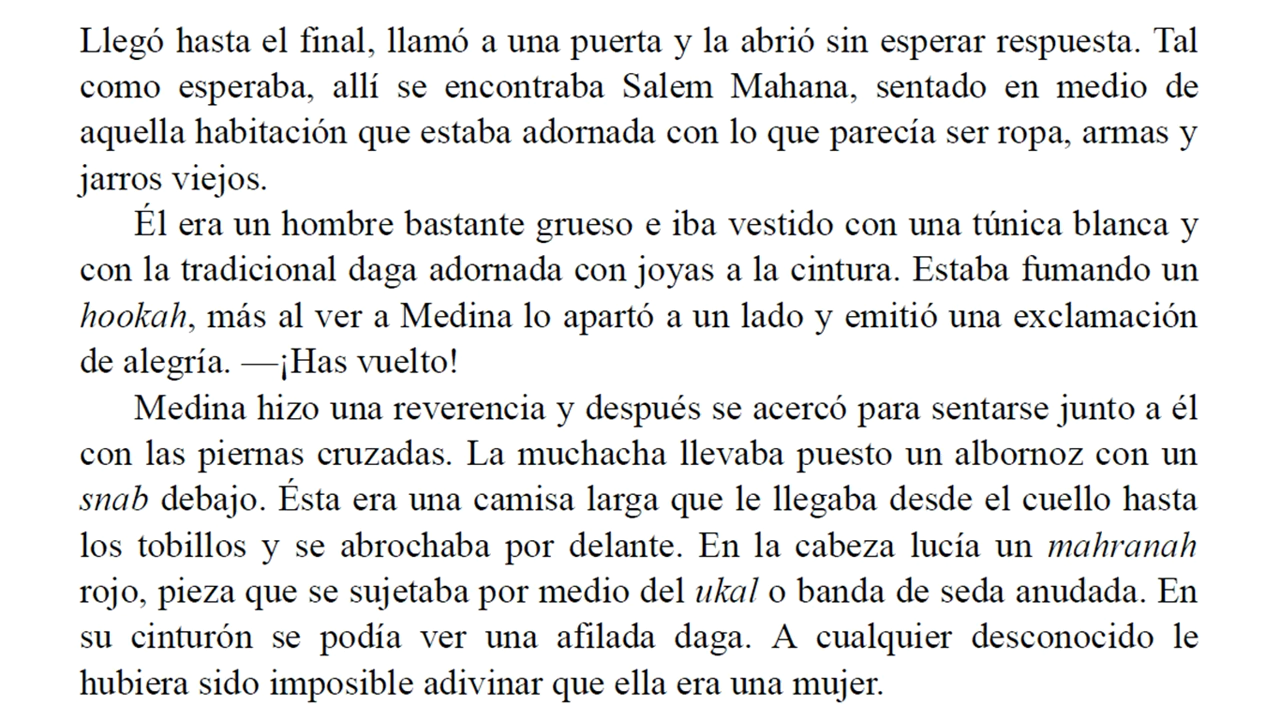 Llegó hasta el final, llamó a una puerta y la abrió sin esperar respuesta. Tal
como esperaba, allí se encontraba Salem Mahana, sentado en medio de
aquella habitación que estaba adornada con lo que parecía ser ropa, armas y
jarros viejos.
Él era un hombre bastante grueso e iba vestido con una túnica blanca y
con la tradicional daga adornada con joyas a la cintura. Estaba fumando un
hookah, más al ver a Medina lo apartó a un lado y emitió una exclamación
de alegría. —¡Has vuelto!
Medina hizo una reverencia y después se acercó para sentarse junto a él
con las piernas cruzadas. La muchacha llevaba puesto un albornoz con un
snab debajo. Ésta era una camisa larga que le llegaba desde el cuello hasta
los tobillos y se abrochaba por delante. En la cabeza lucía un mahranah
rojo, pieza que se sujetaba por medio del ukal o banda de seda anudada. En
su cinturón se podía ver una afilada daga. A cualquier desconocido le
hubiera sido imposible adivinar que ella era una mujer.